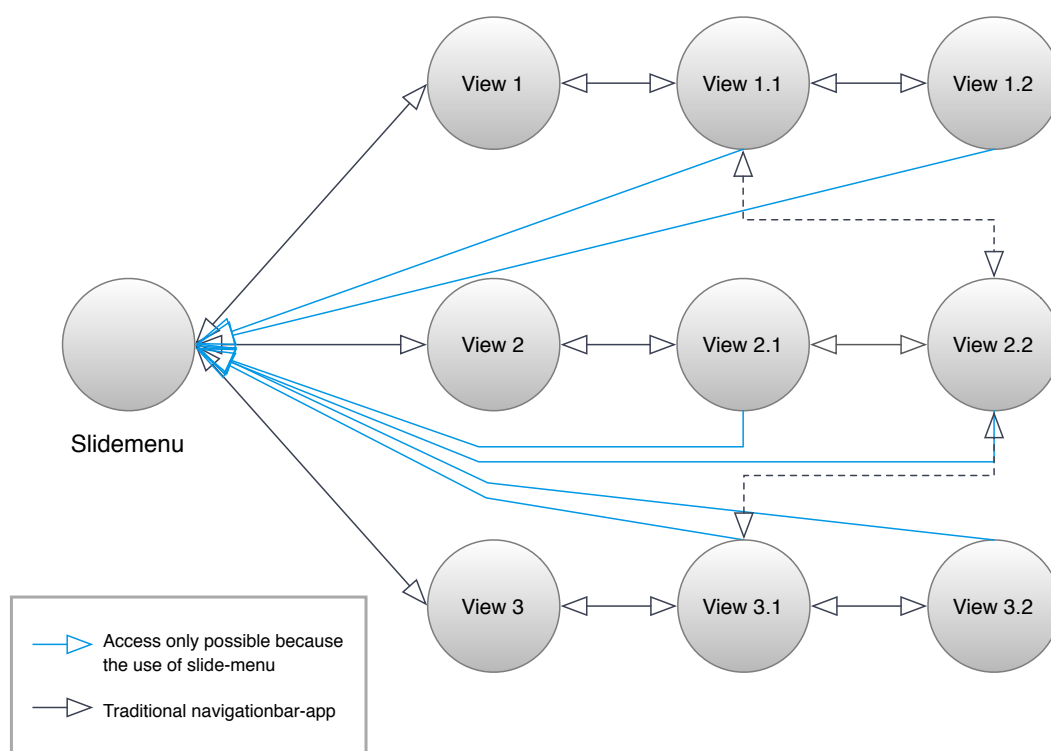 View 1
View 1.1
View 1.2
View 2
View 2.1
View 2.2
Slidemenu
View 3
View 3.1
View 3.2
Access only possible because
the use of slide-menu
Traditional navigationbar-app